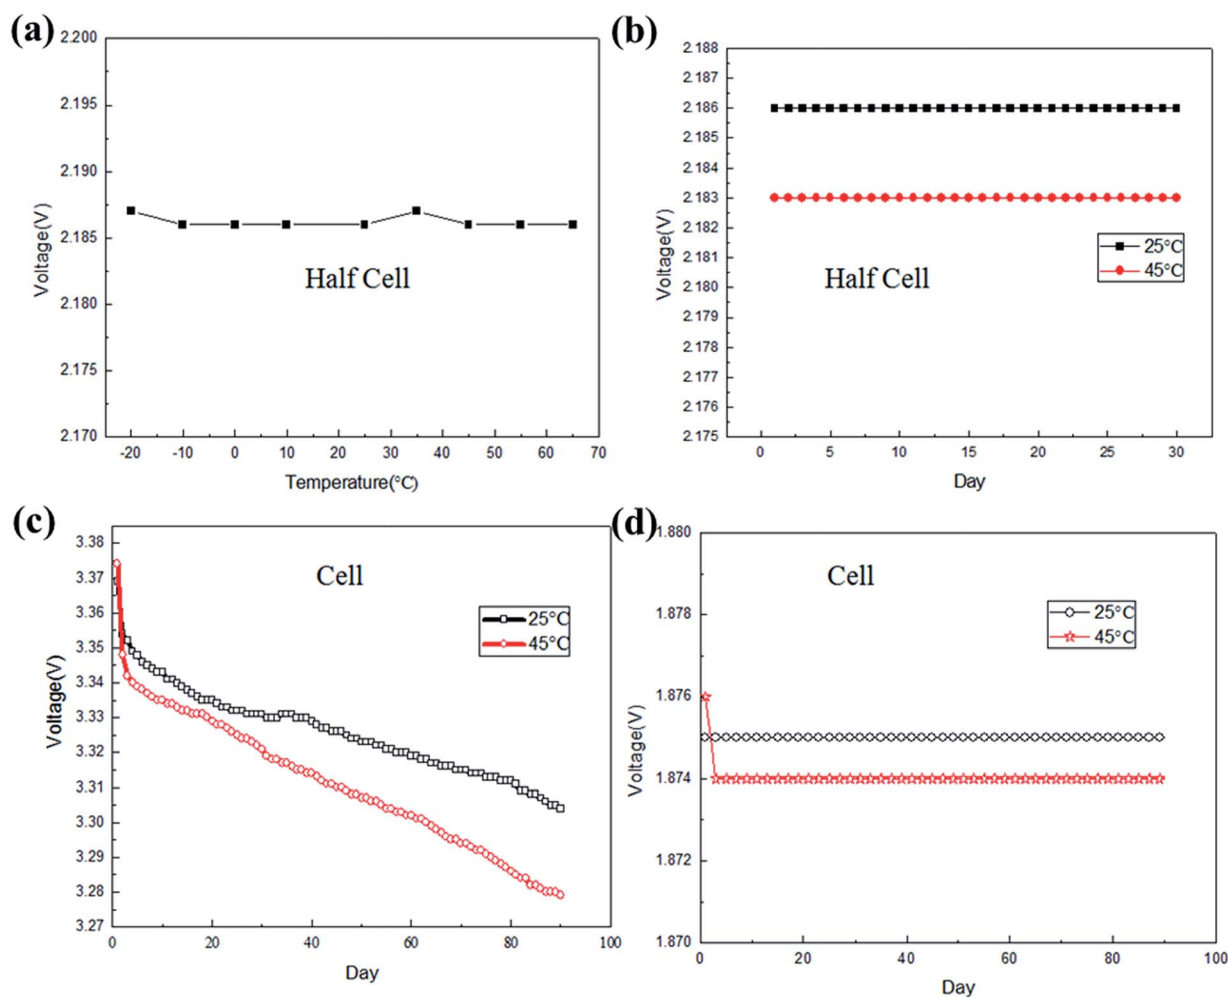 (a)
2.200
2.195
2.190
2.185
2.180
2.175
2.170
Voltage(V)
Half Cell
-20 -10 0 10 20 30 40 50 60 70
Temperature(°C)
(b)
2.188
2.187
2.186
2.185
2.184
2.183
2.182
2.181
2.180
2.179
2.178
2.177
2.176
2.175
Voltage(V)
25°C
45°C
Half Cell
0 5 10 15 20 25 30
Day
(c)
3.38
3.37
3.36
3.35
3.34
3.33
3.32
3.31
3.30
3.29
3.28
3.27
Voltage(V)
Cell
25°C
45°C
0 20 40 60 80 100
Day
(d)
1.880
1.878
1.876
1.874
1.872
1.870
Voltage(V)
Cell
25°C
45°C
0 20 40 60 80 100
Day